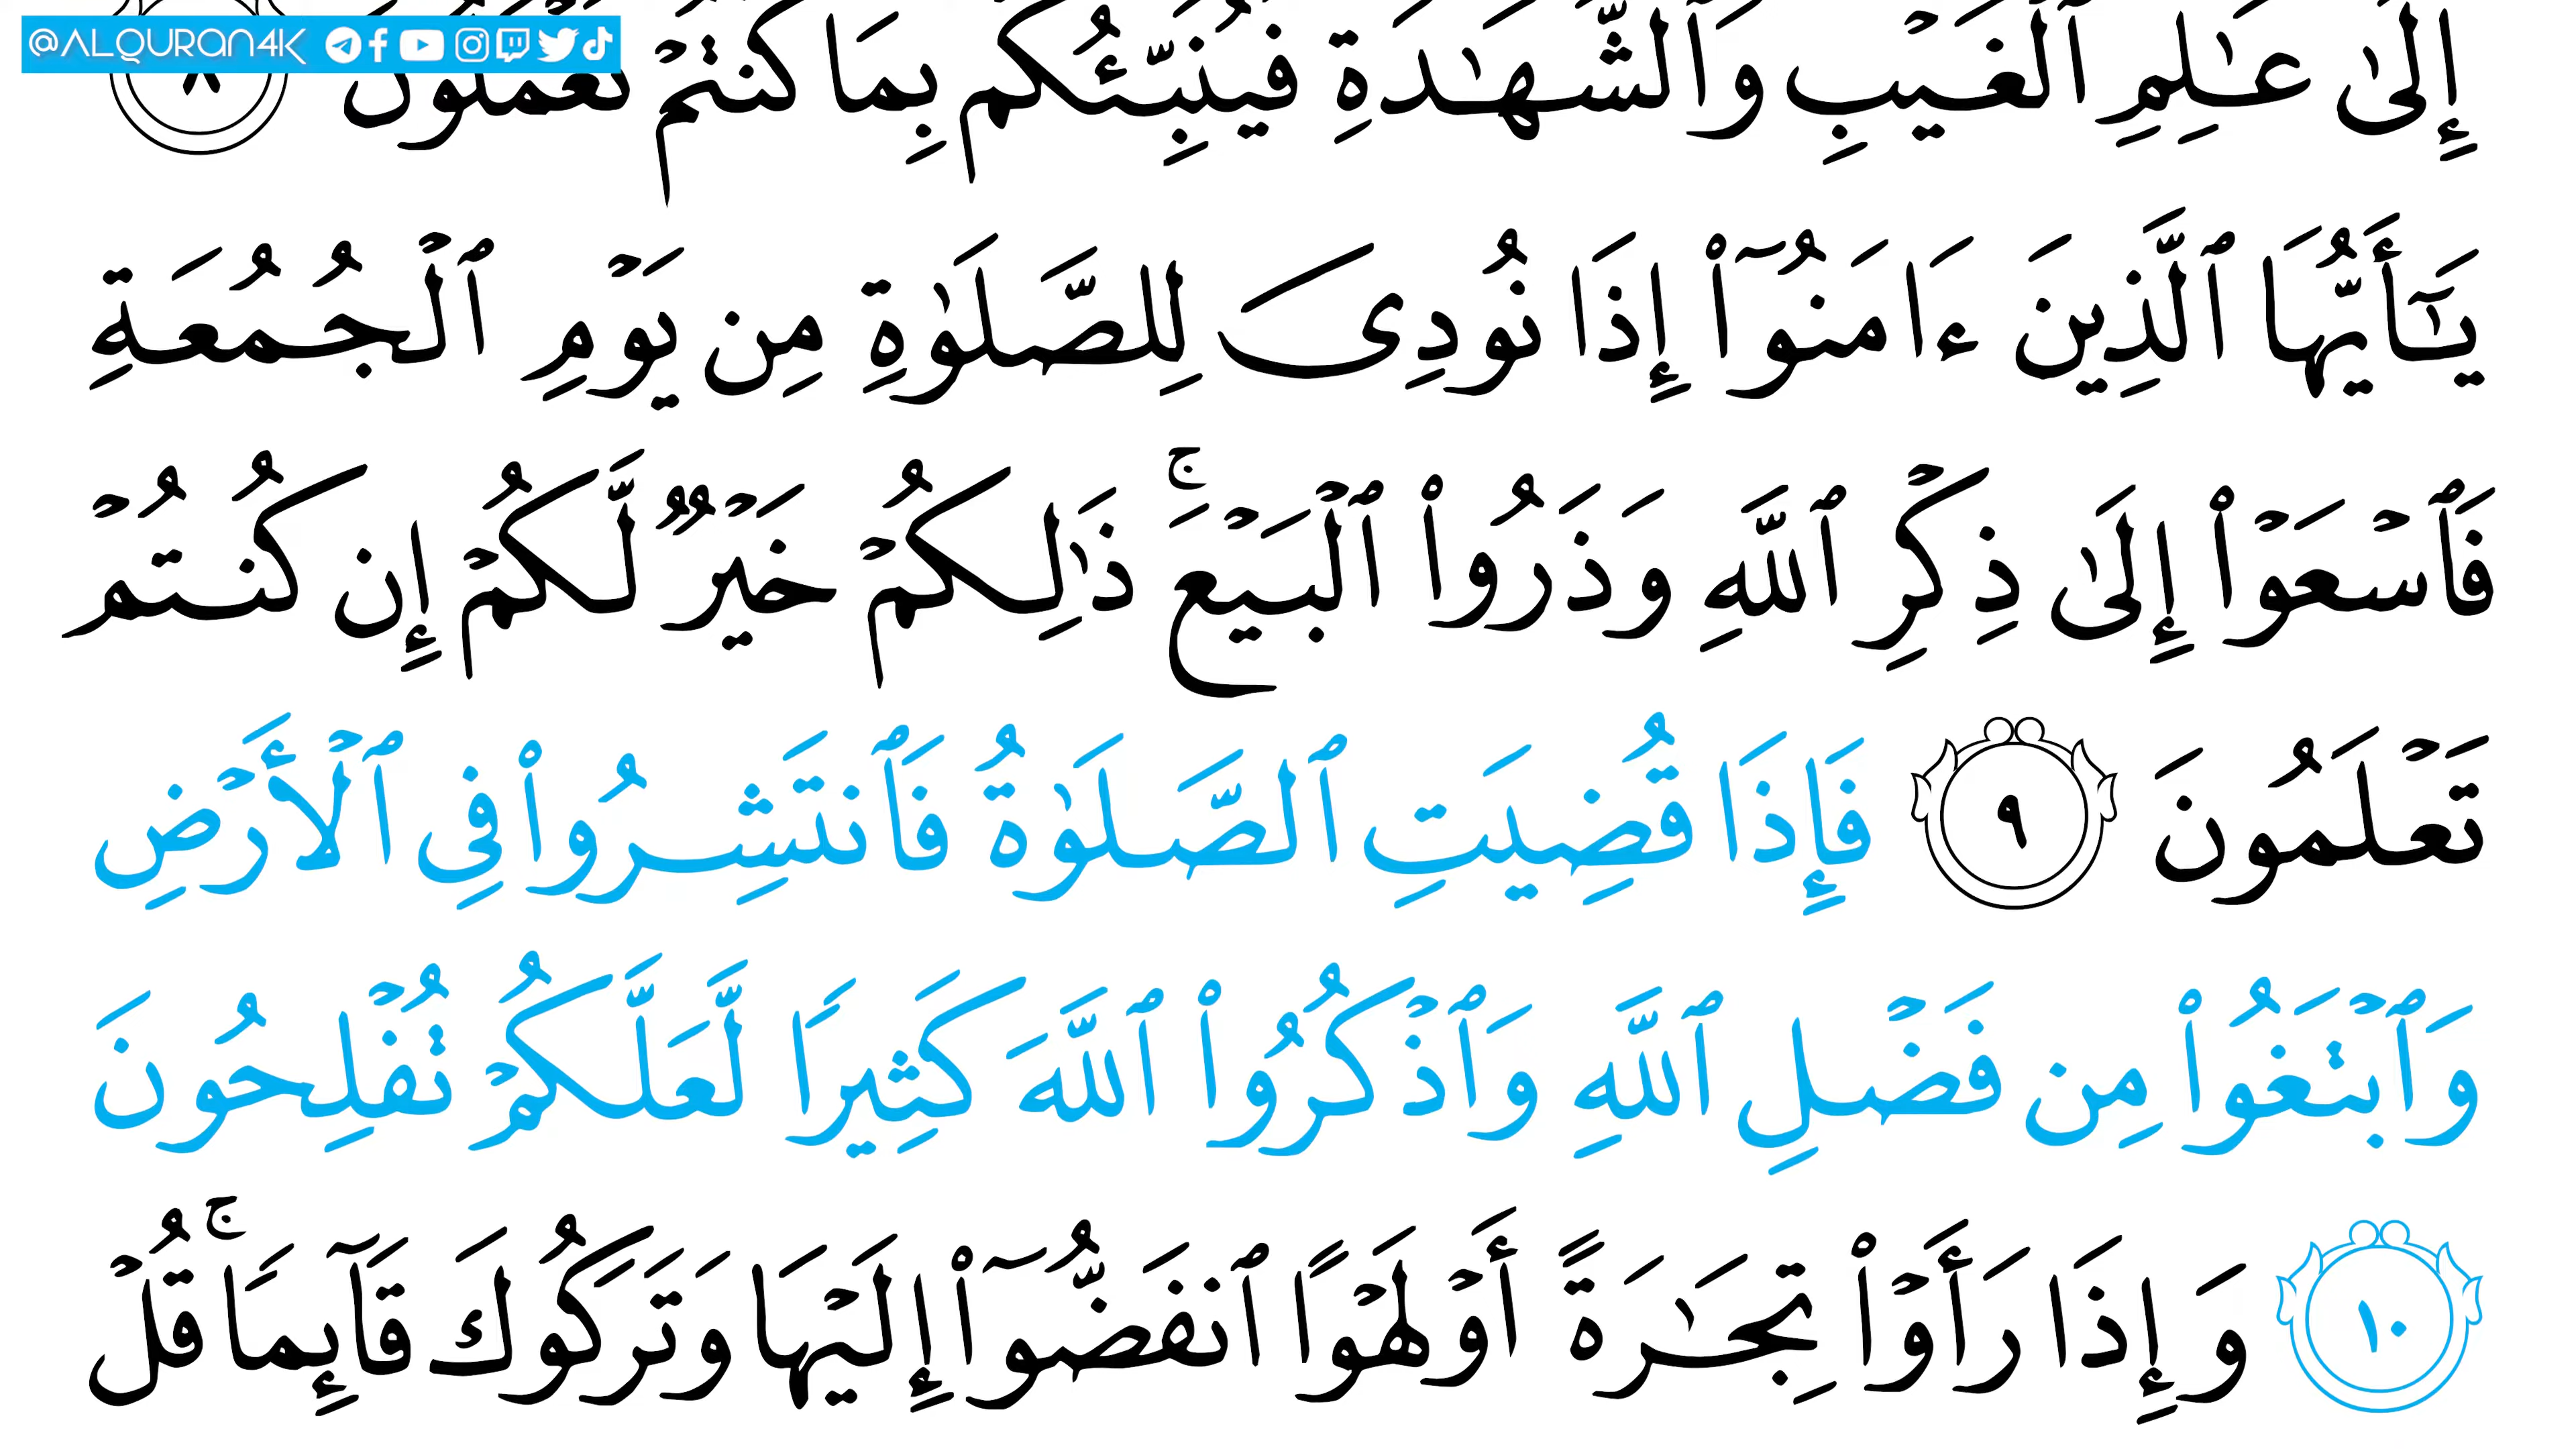 @ALQURAN4K
إِلَىٰ عَـٰلِمِ ٱلْغَيْبِ وَٱلشَّهَـٰدَةِ فَيُنَبِّئُكُم بِمَا كُنتُمْ تَعْمَلُونَ ٨
يَـٰٓأَيُّهَا ٱلَّذِينَ ءَامَنُوٓا۟ إِذَا نُودِىَ لِلصَّلَوٰةِ مِن يَوْمِ ٱلْجُمُعَةِ
فَٱسْعَوْا۟ إِلَىٰ ذِكْرِ ٱللَّهِ وَذَرُوا۟ ٱلْبَيْعَ ۚ ذَٰلِكُمْ خَيْرٌ لَّكُمْ إِن كُنتُمْ
تَعْلَمُونَ ٩ فَإِذَا قُضِيَتِ ٱلصَّلَوٰةُ فَٱنتَشِرُوا۟ فِى ٱلْأَرْضِ
وَٱبْتَغُوا۟ مِن فَضْلِ ٱللَّهِ وَٱذْكُرُوا۟ ٱللَّهَ كَثِيرًا لَّعَلَّكُمْ تُفْلِحُونَ
١٠ وَإِذَا رَأَوْا۟ تِجَـٰرَةً أَوْ لَهْوًا ٱنفَضُّوٓا۟ إِلَيْهَا وَتَرَكُوكَ قَآئِمًا ۚ قُلْ